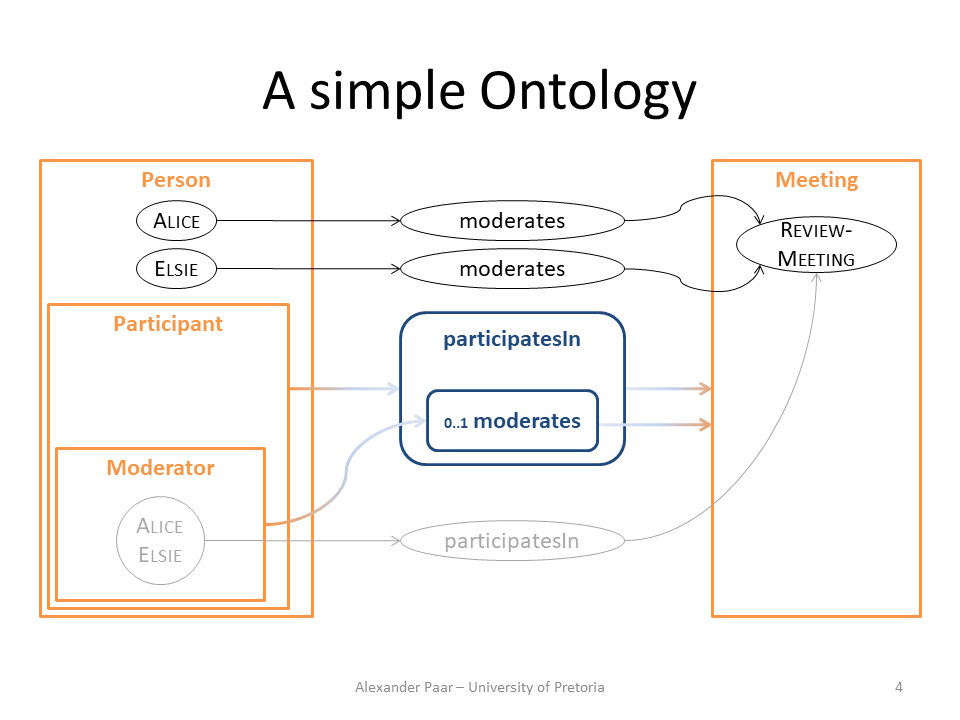 A simple Ontology
Person
Meeting
ALICE
moderates
REVIEW-
MEETING
ELSIE
moderates
Participant
participatesIn
0..1 moderates
Moderator
ALICE
ELSIE
participatesIn
Alexander Paar – University of Pretoria
4